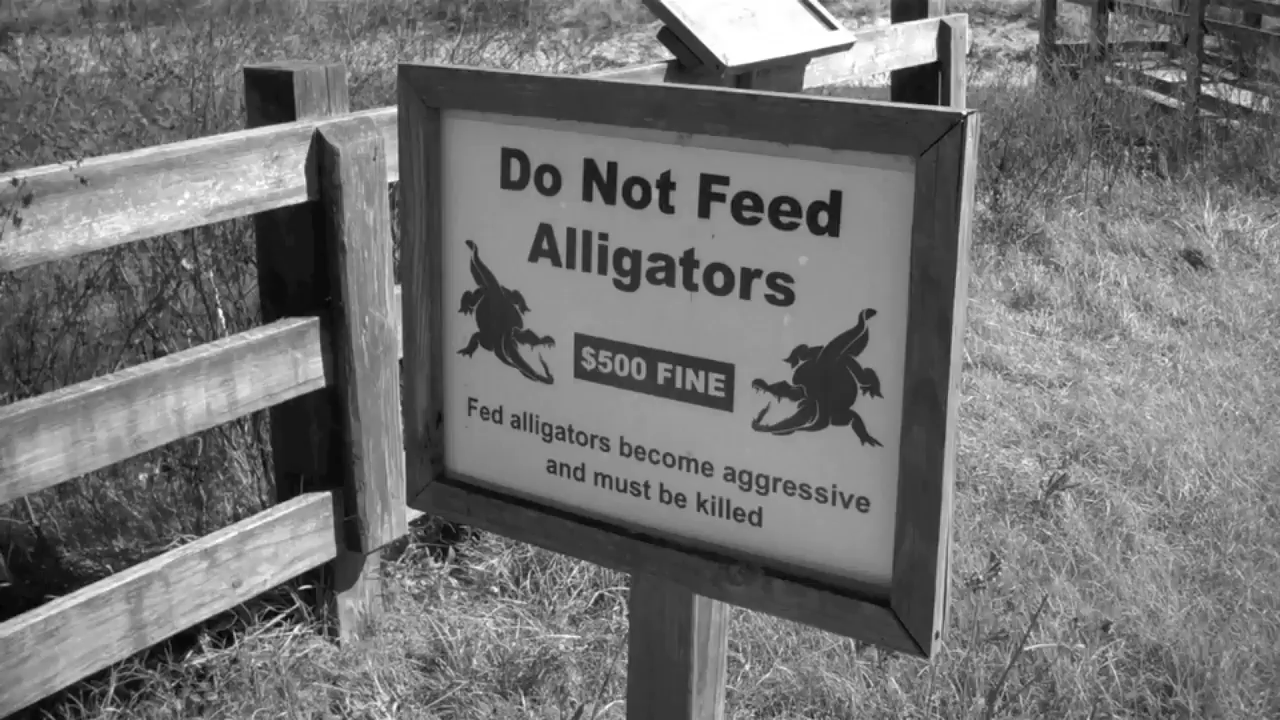 Do Not Feed
Alligators
$500 FINE
Fed alligators become aggressive
and must be killed